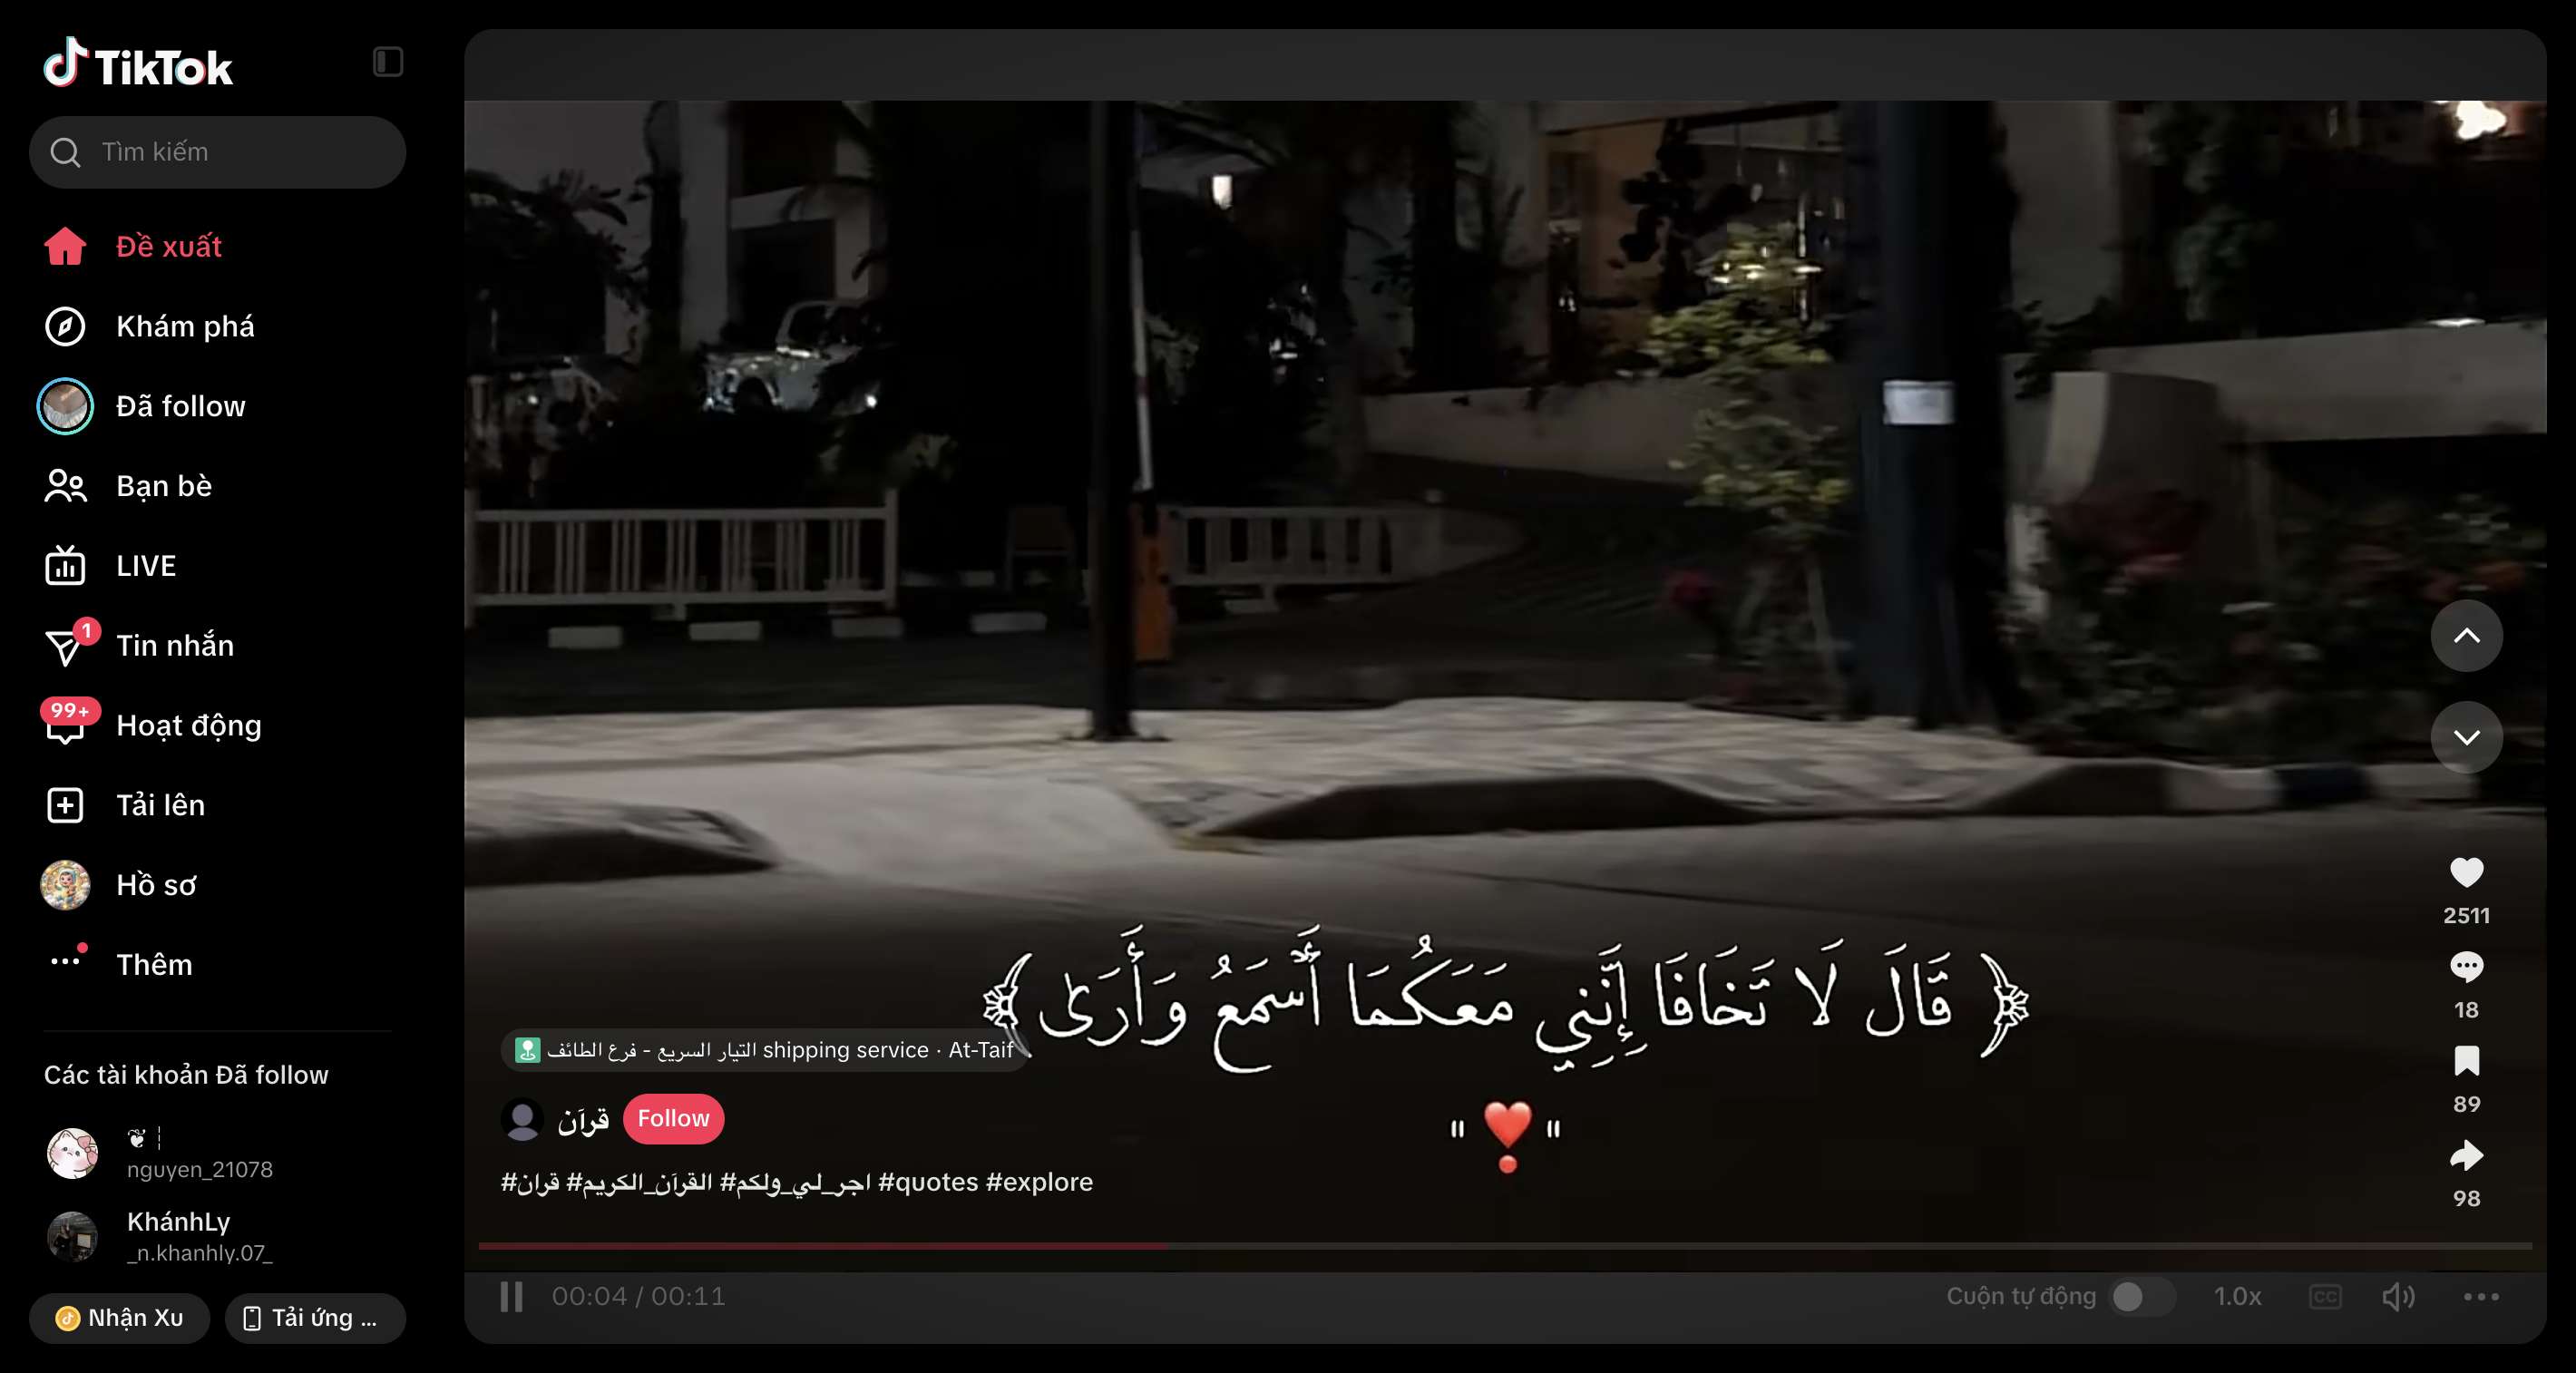 TikTok
Tìm kiếm
Đề xuất
Khám phá
Đã follow
Bạn bè
LIVE
1
Tin nhắn
99+
Hoạt động
Tải lên
Hồ sơ
Thêm
Các tài khoản Đã follow
nguyen_21078
KhánhLy
_n.khanhly.07_
Nhận Xu
Tải ứng ...
﴿ قَالَ لَا تَخَافَا إِنَّنِي مَعَكُمَا أَسْمَعُ وَأَرَىٰ ﴾
"❣️"
التيار السريع - فرع الطائف shipping service · At-Taif
قرآن
Follow
#قران #القرآن_الكريم #اجر_لي_ولكم #quotes #explore
2511
18
89
98
00:04 / 00:11
Cuộn tự động
1.0x
CC